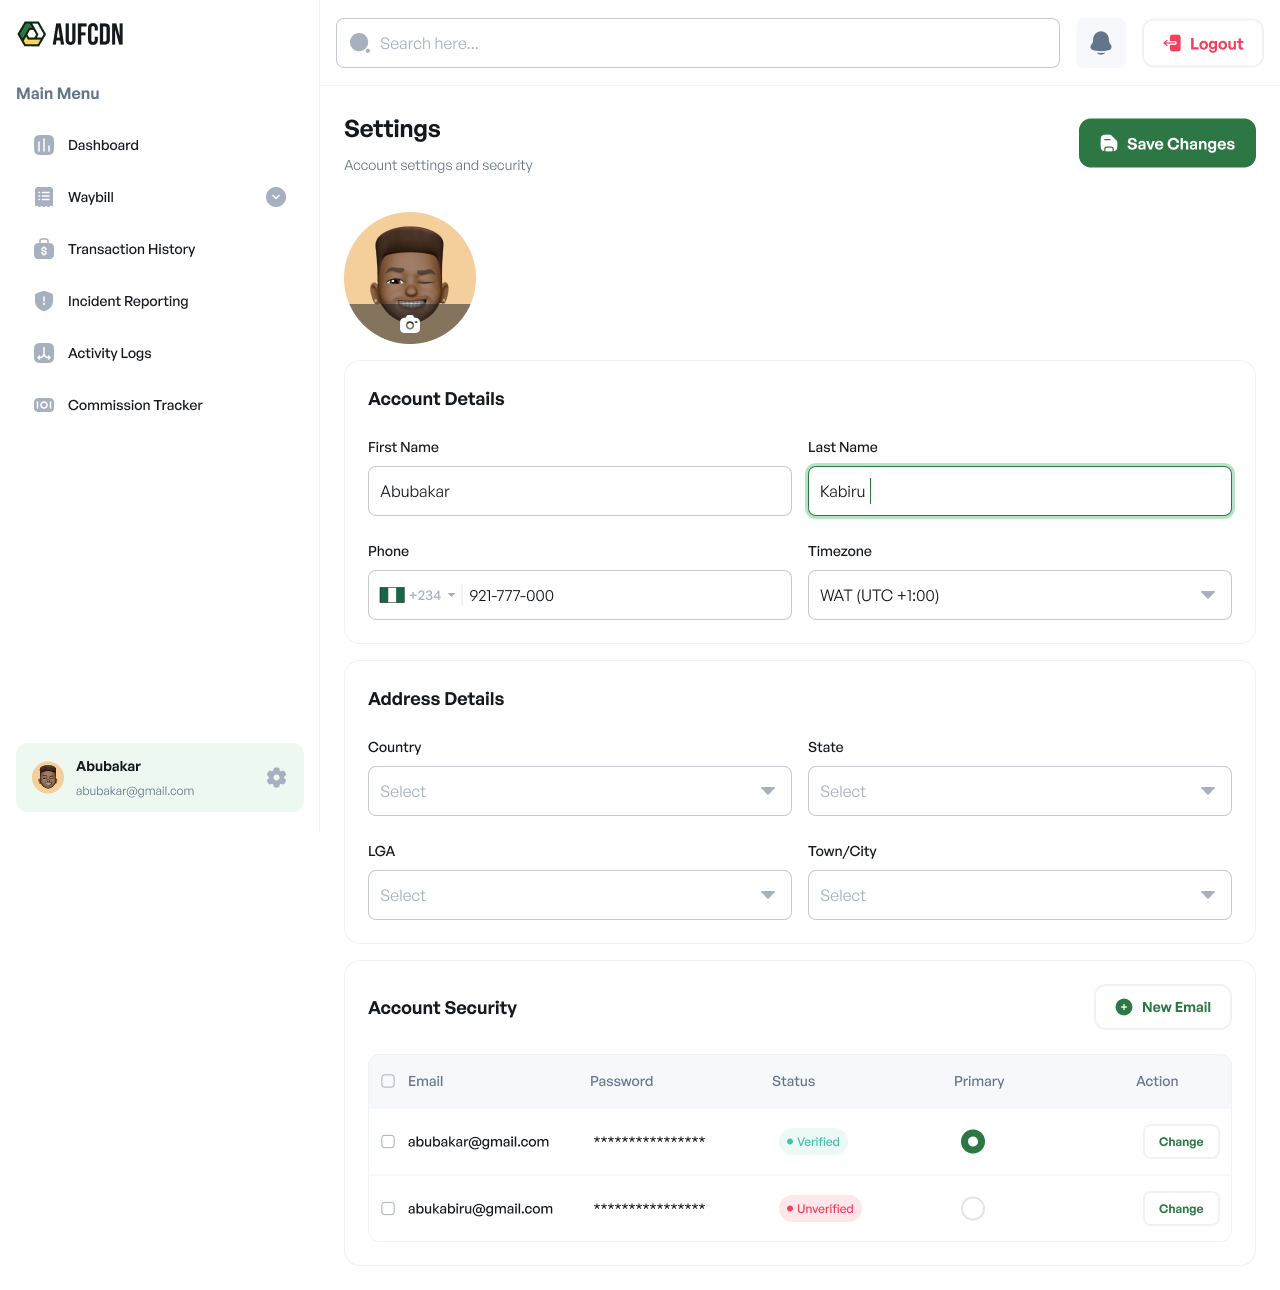 AUFCDN
Search here...
Logout
Main Menu
Dashboard
Waybill
Transaction History
Incident Reporting
Activity Logs
Commission Tracker
Abubakar
abubakar@gmail.com
Settings
Account settings and security
Save Changes
Account Details
First Name
Last Name
Abubakar
Kabiru
Phone
Timezone
+234
921-777-000
WAT (UTC +1:00)
Address Details
Country
State
Select
Select
LGA
Town/City
Select
Select
Account Security
New Email
Email Password Status Primary Action
abubakar@gmail.com **************** Verified Change
abukabiru@gmail.com **************** Unverified Change